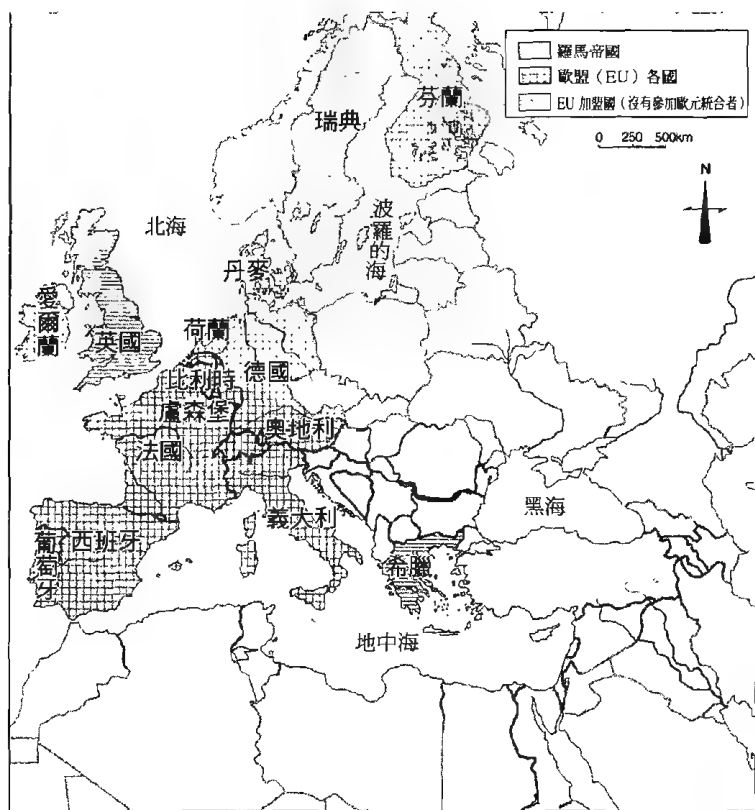 羅馬帝國
歐盟（EU）各國
EU 加盟國（沒有參加歐元統合者）
0 250 500km
N
芬蘭
瑞典
北海
波羅的海
丹麥
愛爾蘭
英國
荷蘭
比利時
德國
盧森堡
奧地利
法國
義大利
黑海
葡萄牙
西班牙
希臘
地中海